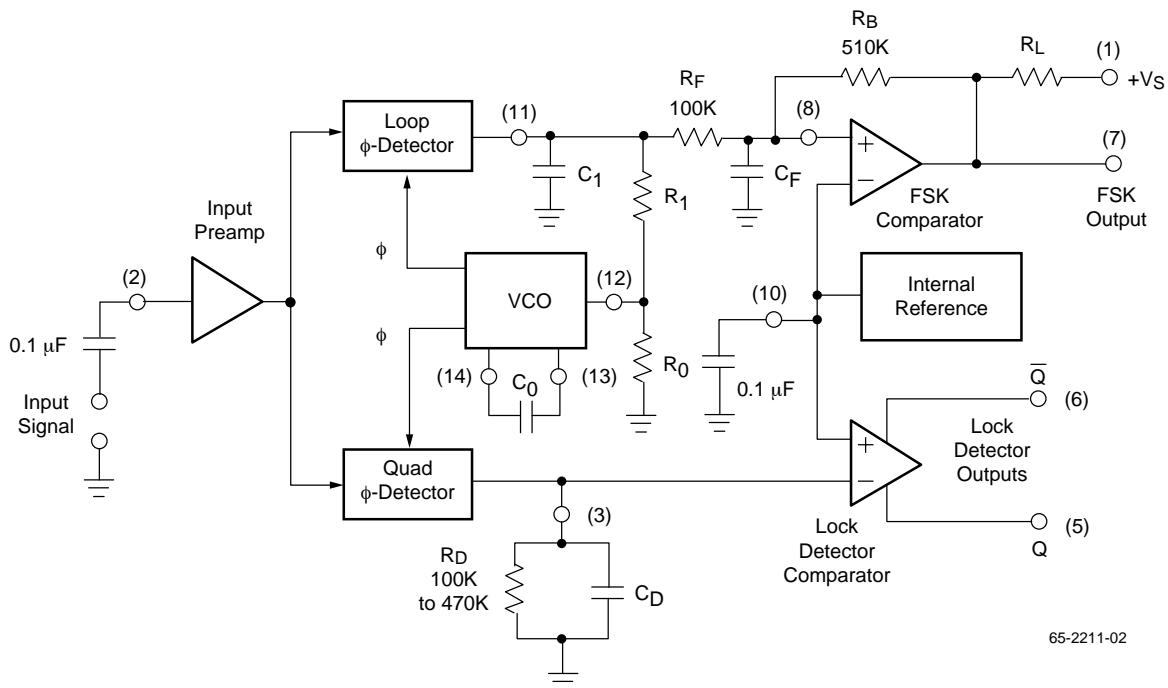 RB
510K
RL
(1)
+VS
RF
100K
(11)
(8)
Loop
ϕ-Detector
C1
CF
R1
(7)
FSK
Comparator
FSK
Output
Input
Preamp
ϕ
(2)
VCO
(12)
(10)
Internal
Reference
0.1 µF
ϕ
(14)
C0
(13)
R0
0.1 µF
Q̅
(6)
Input
Signal
Lock
Detector
Outputs
Quad
ϕ-Detector
(3)
(5)
Q
Lock
Detector
Comparator
RD
100K
to 470K
CD
+
−
+
−
65-2211-02